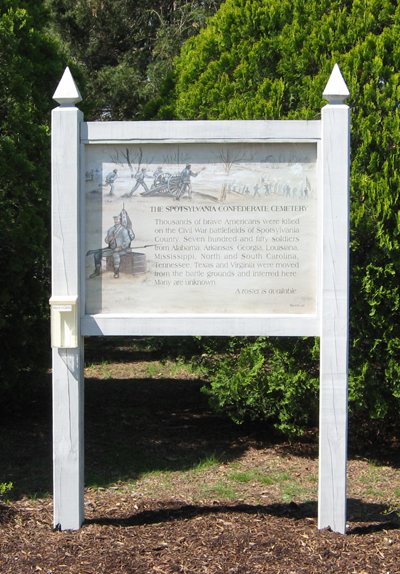 THE SPOTSYLVANIA CONFEDERATE CEMETERY
Thousands of brave Americans were killed
on the Civil War battlefields of Spotsylvania
County. Seven hundred and fifty soldiers
from Alabama, Arkansas, Georgia, Louisiana,
Mississippi, North and South Carolina,
Tennessee, Texas and Virginia were moved
from the battle grounds and interred here.
Many are unknown.
A roster is available.